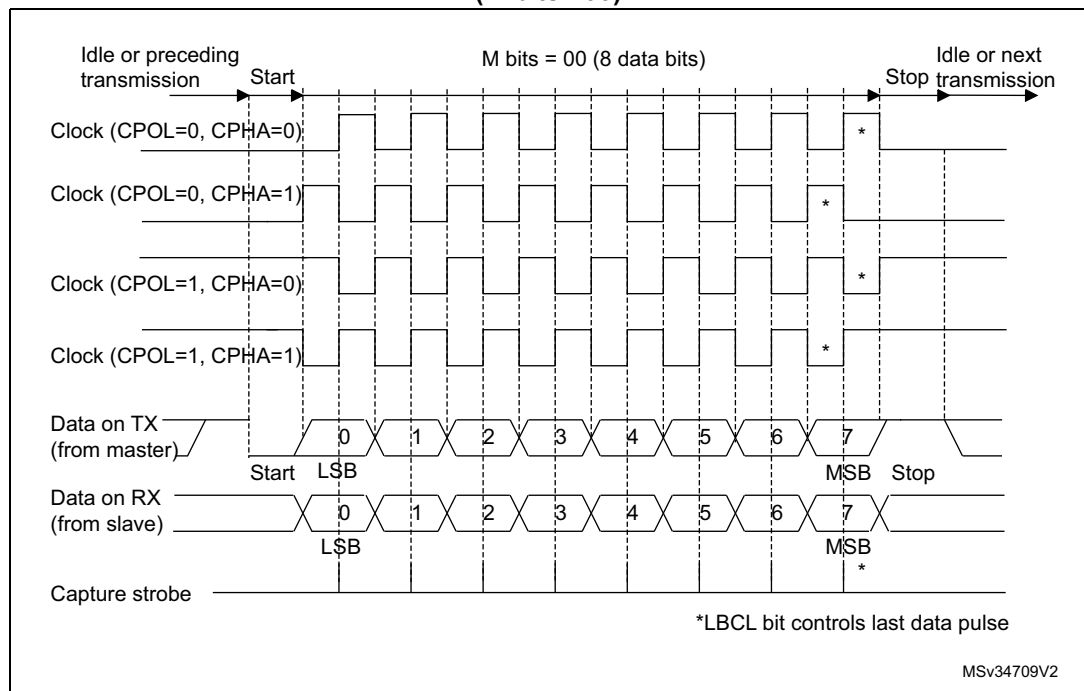 Idle or preceding
transmission
Start
M bits = 00 (8 data bits)
Stop
Idle or next
transmission
Clock (CPOL=0, CPHA=0)
*
Clock (CPOL=0, CPHA=1)
*
Clock (CPOL=1, CPHA=0)
*
Clock (CPOL=1, CPHA=1)
*
Data on TX
(from master)
0 1 2 3 4 5 6 7
Start LSB MSB Stop
Data on RX
(from slave)
0 1 2 3 4 5 6 7
LSB MSB
*
Capture strobe
*LBCL bit controls last data pulse
MSv34709V2